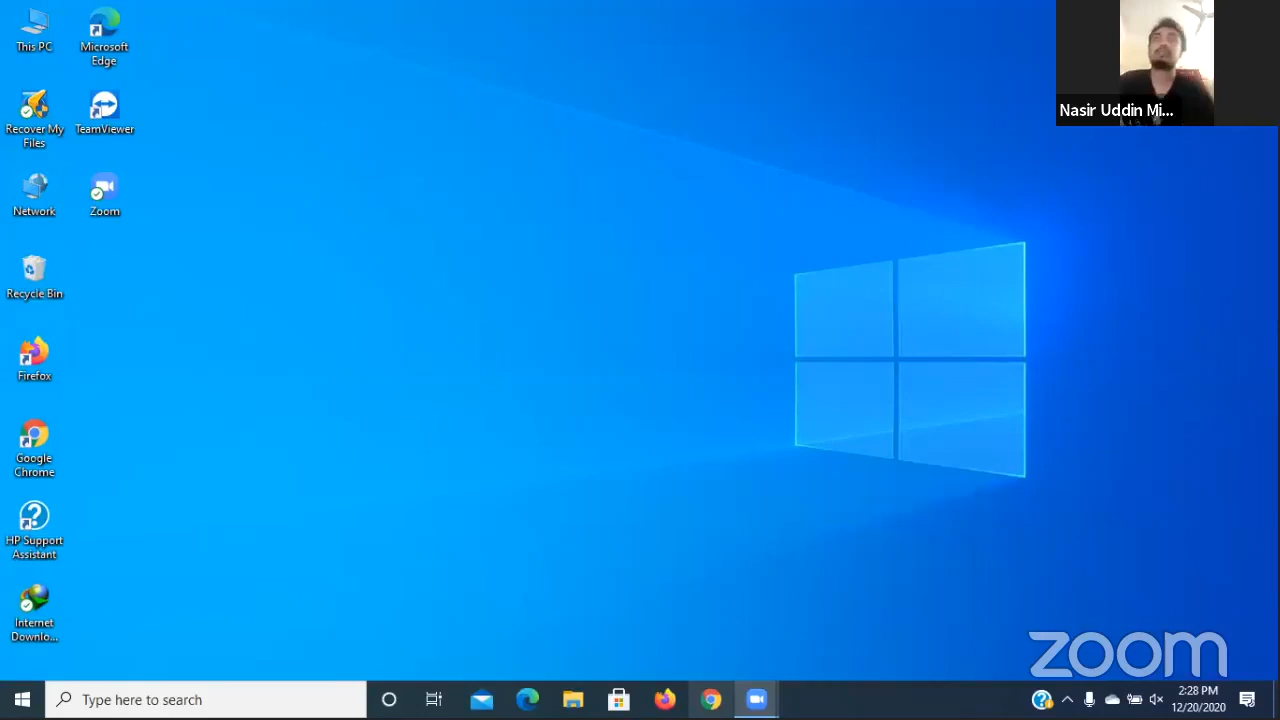 This PC
Microsoft
Edge
Nasir Uddin Mi...
Recover My
Files
TeamViewer
Network
Zoom
Recycle Bin
Firefox
Google
Chrome
HP Support
Assistant
Internet
Downlo...
zoom
Type here to search
2:28 PM
12/20/2020